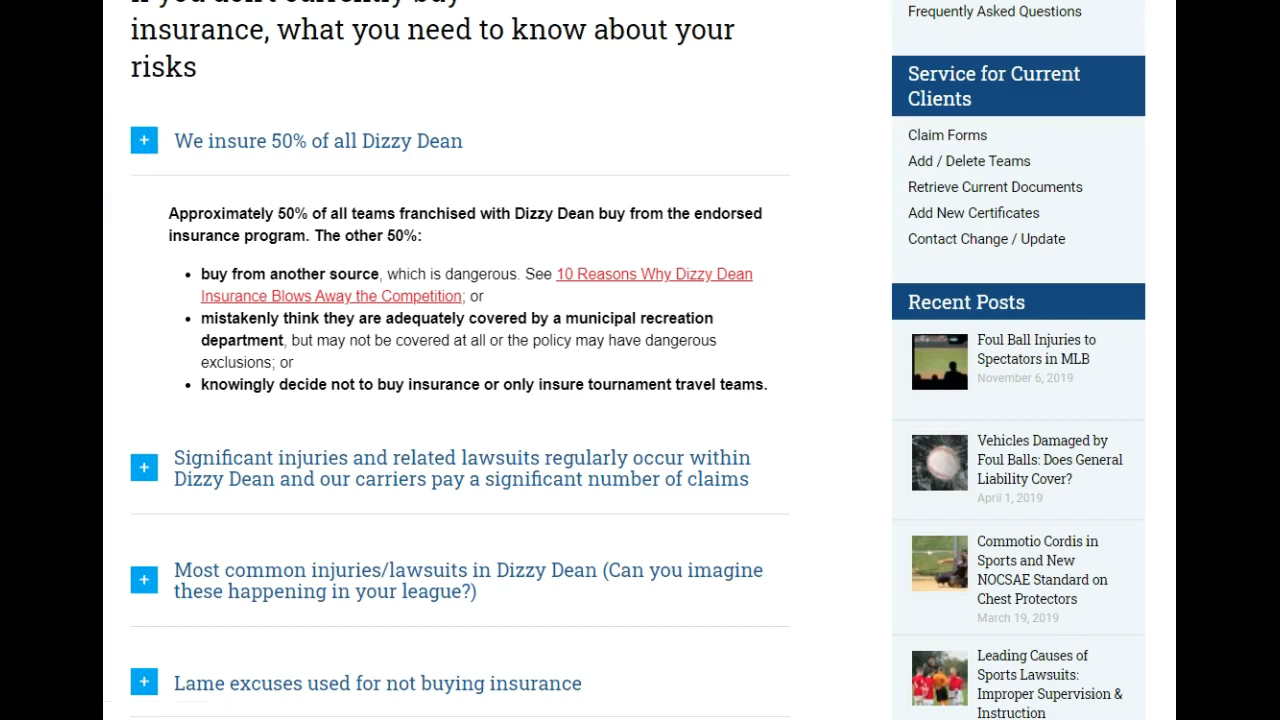 if you don't currently buy
insurance, what you need to know about your
risks
+ We insure 50% of all Dizzy Dean
Approximately 50% of all teams franchised with Dizzy Dean buy from the endorsed
insurance program. The other 50%:
• buy from another source, which is dangerous. See 10 Reasons Why Dizzy Dean
Insurance Blows Away the Competition; or
• mistakenly think they are adequately covered by a municipal recreation
department, but may not be covered at all or the policy may have dangerous
exclusions; or
• knowingly decide not to buy insurance or only insure tournament travel teams.
+ Significant injuries and related lawsuits regularly occur within
Dizzy Dean and our carriers pay a significant number of claims
+ Most common injuries/lawsuits in Dizzy Dean (Can you imagine
these happening in your league?)
+ Lame excuses used for not buying insurance
Frequently Asked Questions
Service for Current
Clients
Claim Forms
Add / Delete Teams
Retrieve Current Documents
Add New Certificates
Contact Change / Update
Recent Posts
Foul Ball Injuries to
Spectators in MLB
November 6, 2019
Vehicles Damaged by
Foul Balls: Does General
Liability Cover?
April 1, 2019
Commotio Cordis in
Sports and New
NOCSAE Standard on
Chest Protectors
March 19, 2019
Leading Causes of
Sports Lawsuits:
Improper Supervision &
Instruction